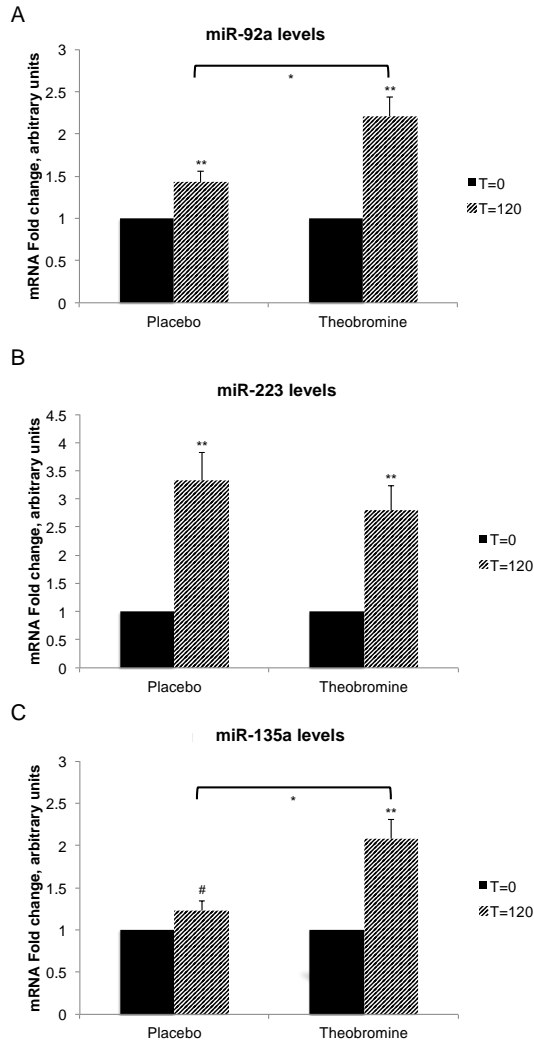 A
miR-92a levels
mRNA Fold change, arbitrary units
3
2.5
2
1.5
1
0.5
0
*
**
**
Placebo
Theobromine
T=0
T=120
B
miR-223 levels
mRNA Fold change, arbitrary units
4.5
4
3.5
3
2.5
2
1.5
1
0.5
0
**
**
Placebo
Theobromine
T=0
T=120
C
miR-135a levels
mRNA Fold change, arbitrary units
3
2.5
2
1.5
1
0.5
0
*
#
**
Placebo
Theobromine
T=0
T=120